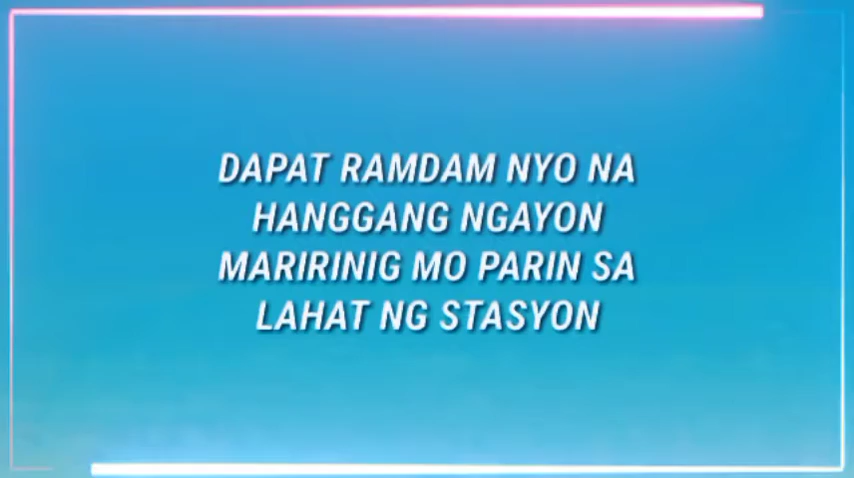 DAPAT RAMDAM NYO NA
HANGGANG NGAYON
MARIRINIG MO PARIN SA
LAHAT NG STASYON